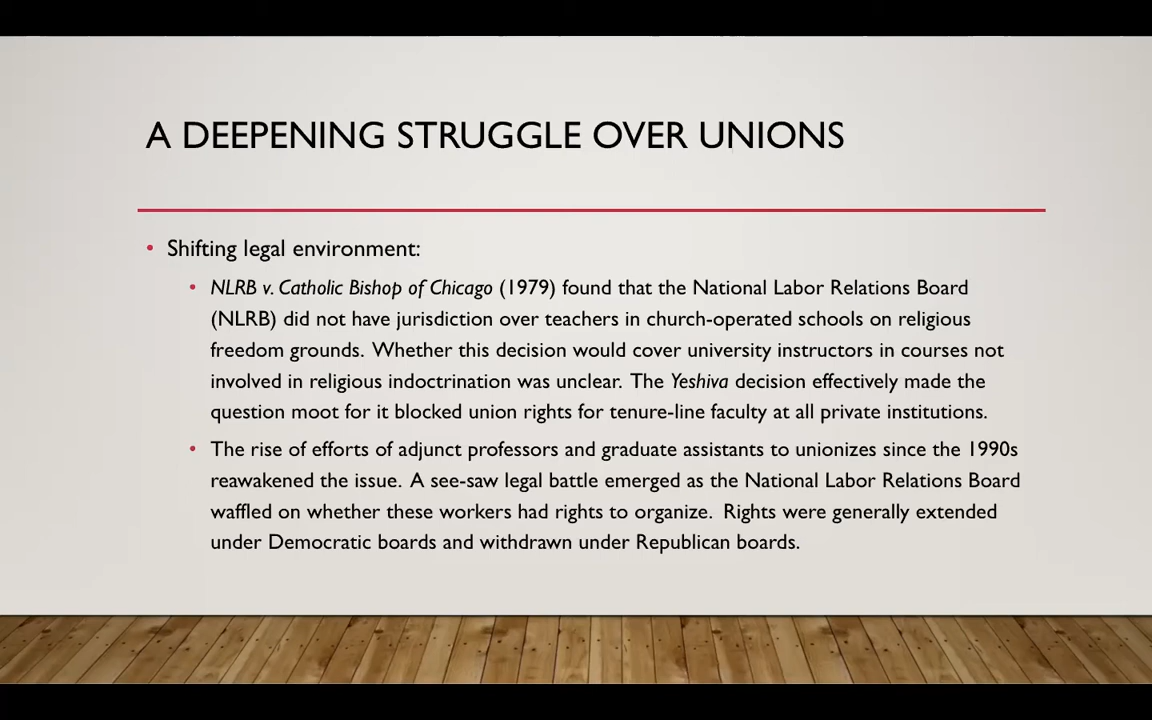 A DEEPENING STRUGGLE OVER UNIONS
• Shifting legal environment:
• NLRB v. Catholic Bishop of Chicago (1979) found that the National Labor Relations Board
(NLRB) did not have jurisdiction over teachers in church-operated schools on religious
freedom grounds. Whether this decision would cover university instructors in courses not
involved in religious indoctrination was unclear. The Yeshiva decision effectively made the
question moot for it blocked union rights for tenure-line faculty at all private institutions.
• The rise of efforts of adjunct professors and graduate assistants to unionizes since the 1990s
reawakened the issue. A see-saw legal battle emerged as the National Labor Relations Board
waffled on whether these workers had rights to organize. Rights were generally extended
under Democratic boards and withdrawn under Republican boards.